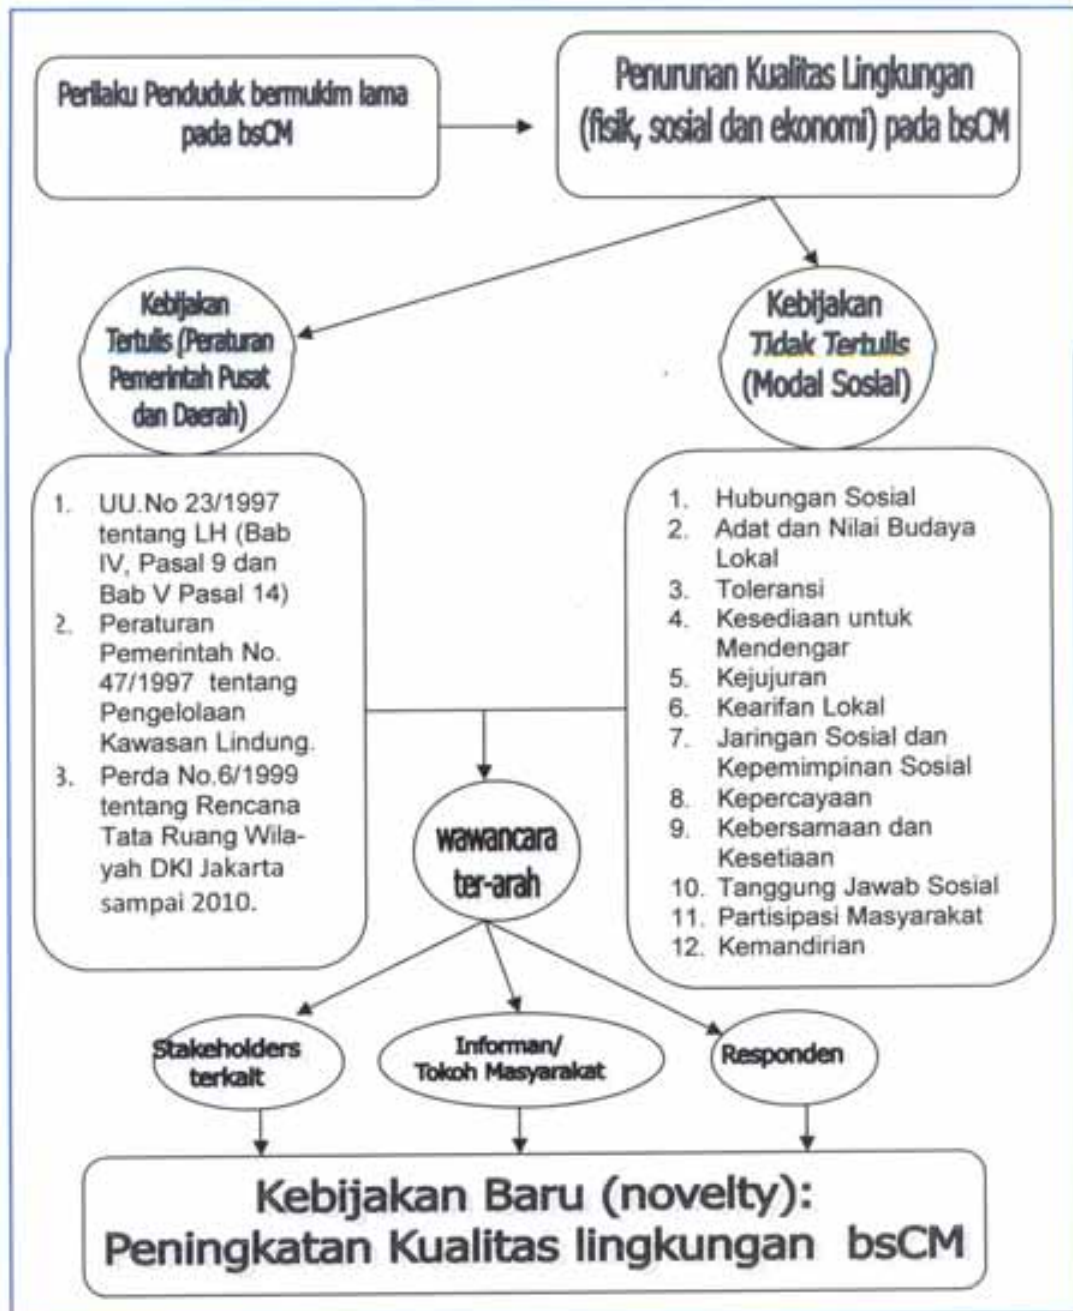 Perilaku Penduduk bermukim lama
pada bsCM
Penurunan Kualitas Lingkungan
(fisik, sosial dan ekonomi) pada bsCM
Kebijakan
Tertulis (Peraturan
Pemerintah Pusat
dan Daerah)
Kebijakan
Tidak Tertulis
(Modal Sosial)
1. UU.No 23/1997
tentang LH (Bab
IV, Pasal 9 dan
Bab V Pasal 14)
2. Peraturan
Pemerintah No.
47/1997 tentang
Pengelolaan
Kawasan Lindung.
3. Perda No.6/1999
tentang Rencana
Tata Ruang Wila-
yah DKI Jakarta
sampai 2010.
1. Hubungan Sosial
2. Adat dan Nilai Budaya
Lokal
3. Toleransi
4. Kesediaan untuk
Mendengar
5. Kejujuran
6. Kearifan Lokal
7. Jaringan Sosial dan
Kepemimpinan Sosial
8. Kepercayaan
9. Kebersamaan dan
Kesetiaan
10. Tanggung Jawab Sosial
11. Partisipasi Masyarakat
12. Kemandirian
wawancara
ter-arah
Stakeholders
terkait
Informan/
Tokoh Masyarakat
Responden
Kebijakan Baru (novelty):
Peningkatan Kualitas lingkungan bsCM